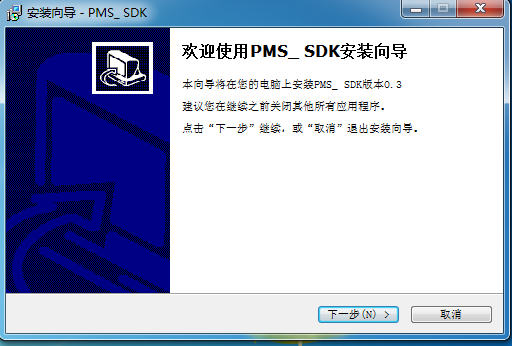 安装向导 - PMS_ SDK
欢迎使用PMS_ SDK安装向导
本向导将在您的电脑上安装PMS_ SDK版本0.3
建议您在继续之前关闭其他所有应用程序。
点击“下一步”继续，或“取消”退出安装向导。
下一步(N) >
取消